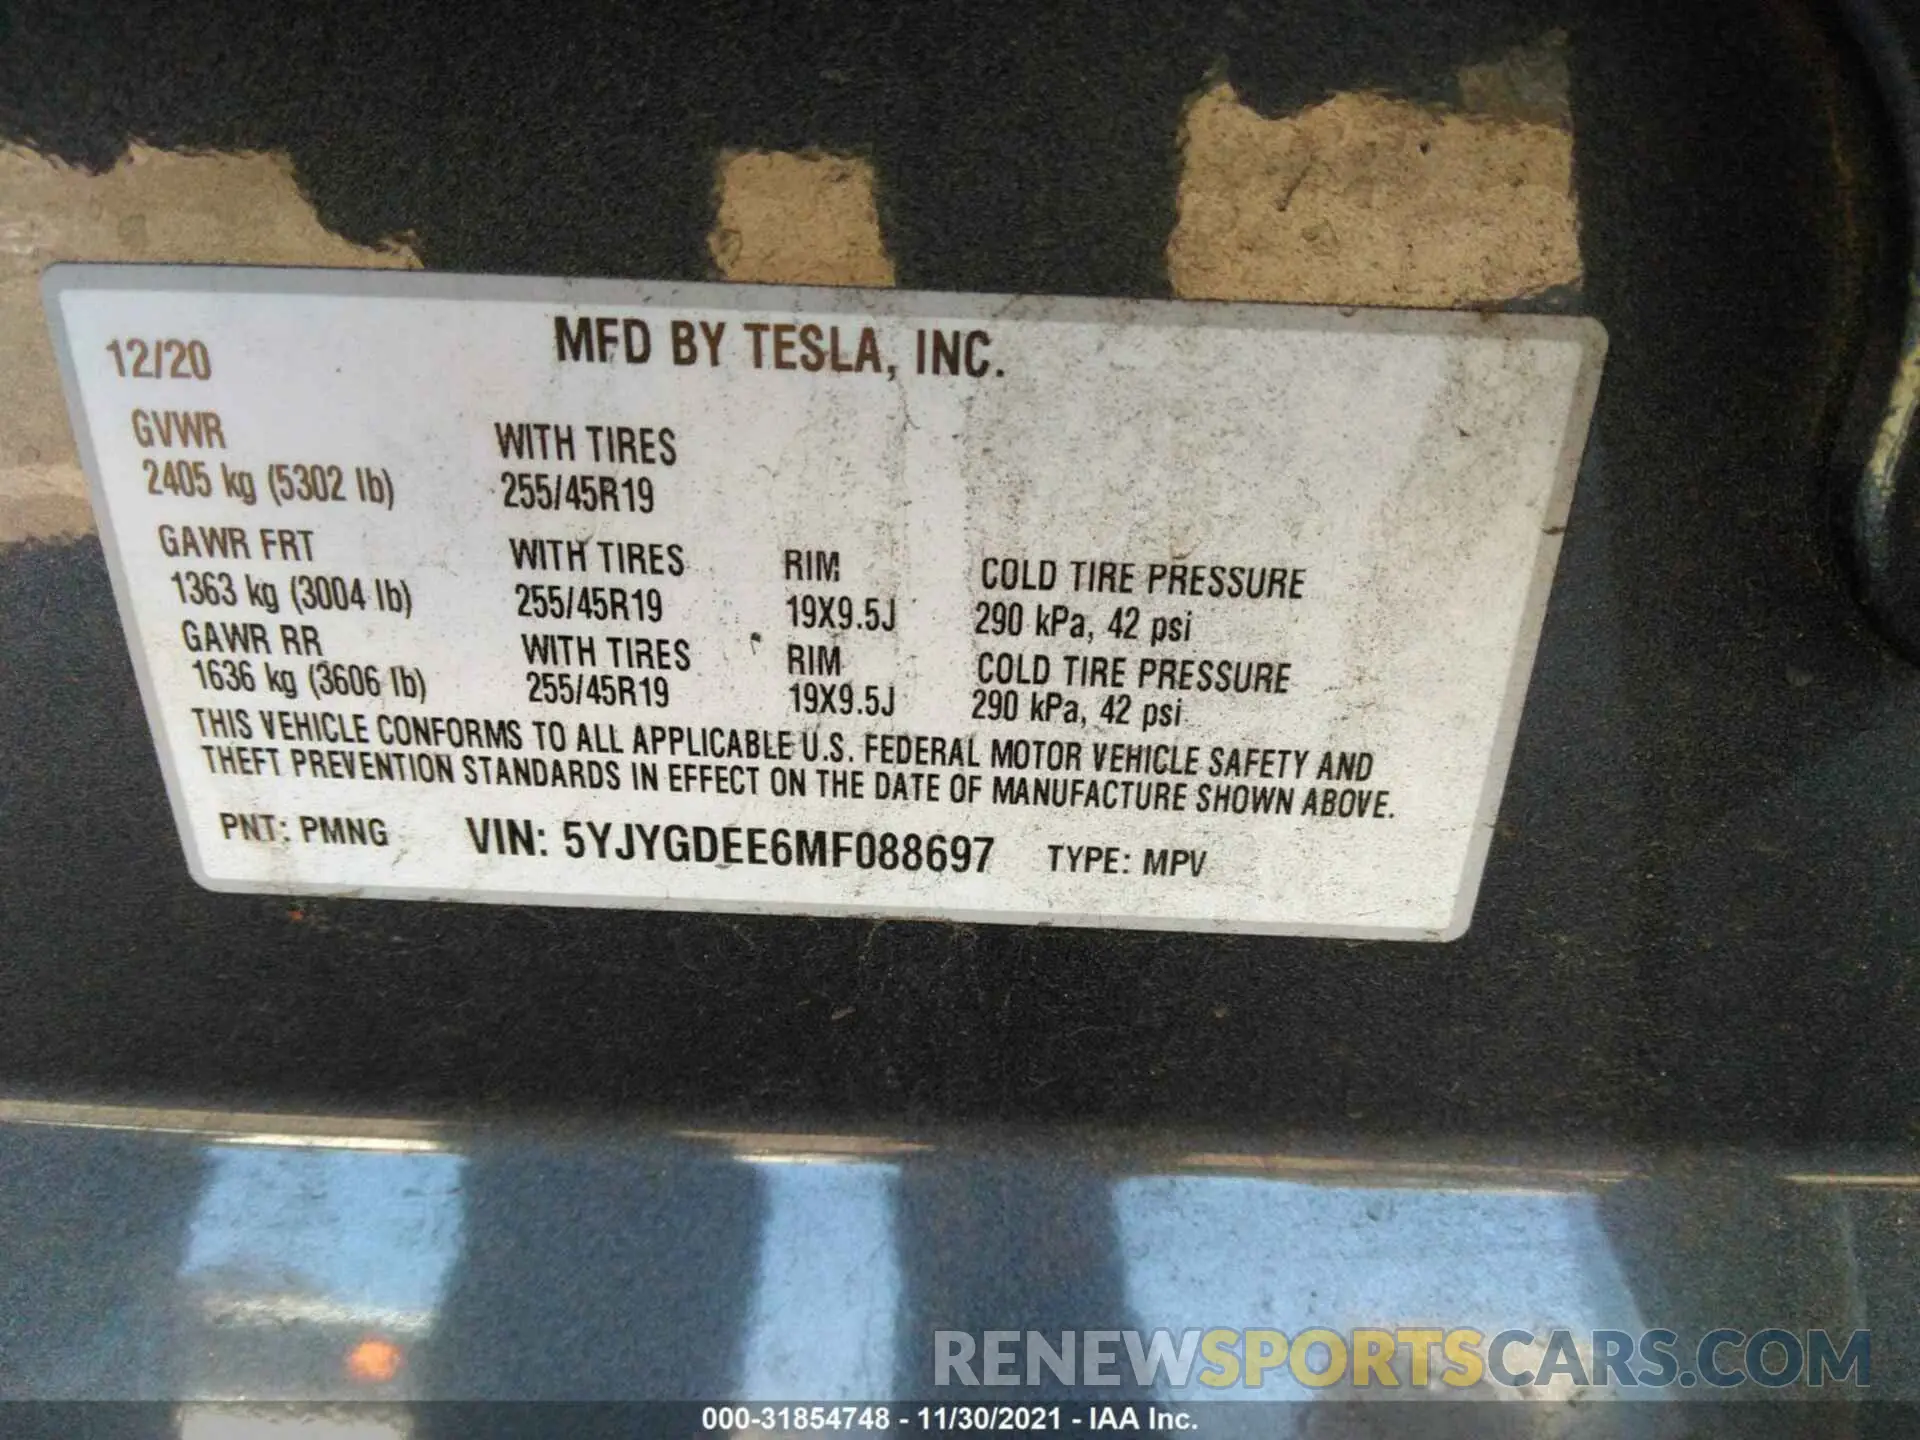 12/20 MFD BY TESLA, INC.
GVWR WITH TIRES
2405 kg (5302 lb) 255/45R19
GAWR FRT WITH TIRES RIM COLD TIRE PRESSURE
1363 kg (3004 lb) 255/45R19 19X9.5J 290 kPa, 42 psi
GAWR RR WITH TIRES RIM COLD TIRE PRESSURE
1636 kg (3606 lb) 255/45R19 19X9.5J 290 kPa, 42 psi
THIS VEHICLE CONFORMS TO ALL APPLICABLE U.S. FEDERAL MOTOR VEHICLE SAFETY AND
THEFT PREVENTION STANDARDS IN EFFECT ON THE DATE OF MANUFACTURE SHOWN ABOVE.
PNT: PMNG VIN: 5YJYGDEE6MF088697 TYPE: MPV
RENEWSPORTSCARS.COM
000-31854748 - 11/30/2021 - IAA Inc.